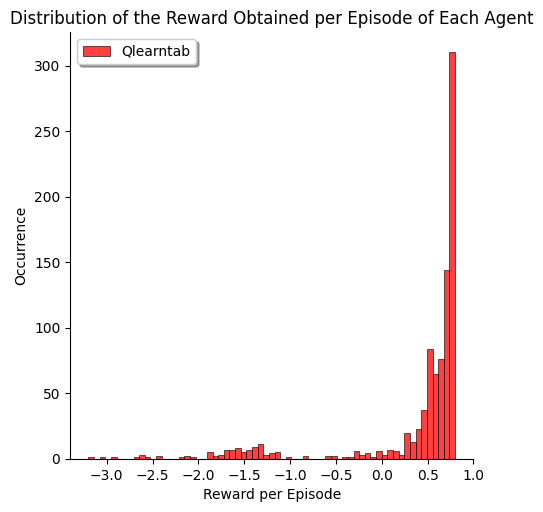 Distribution of the Reward Obtained per Episode of Each Agent
Qlearntab
300
250
200
150
100
50
0
Occurrence
−3.0 −2.5 −2.0 −1.5 −1.0 −0.5 0.0 0.5 1.0
Reward per Episode